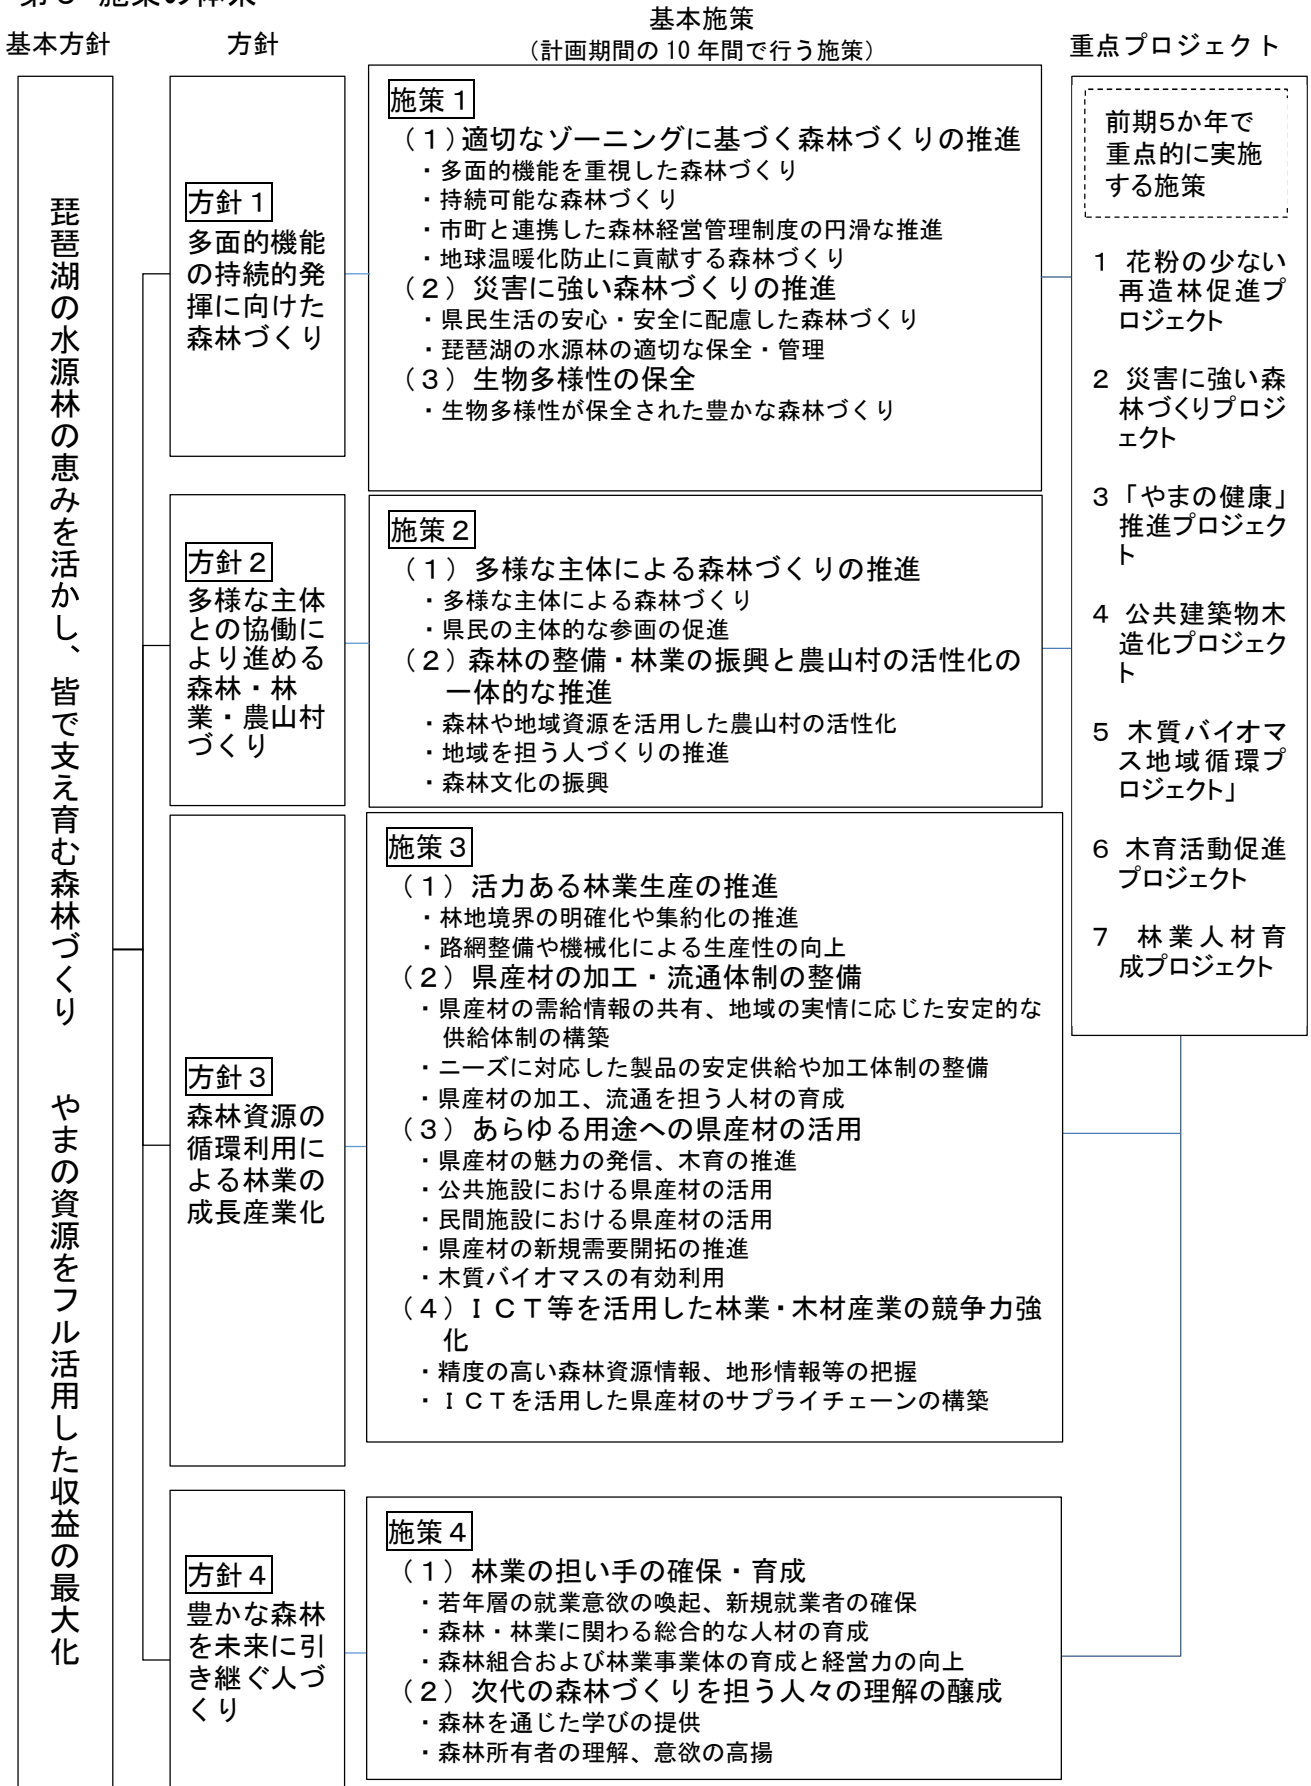 基本方針
方針
基本施策
(計画期間の10年間で行う施策)
重点プロジェクト
琵琶湖の水源林の恵みを活かし、皆で支え育む森林づくり　やまの資源をフル活用した収益の最大化
方針1
多面的機能
の持続的発
揮に向けた
森林づくり
施策1
(1)適切なゾーニングに基づく森林づくりの推進
・多面的機能を重視した森林づくり
・持続可能な森林づくり
・市町と連携した森林経営管理制度の円滑な推進
・地球温暖化防止に貢献する森林づくり
(2)災害に強い森林づくりの推進
・県民生活の安心・安全に配慮した森林づくり
・琵琶湖の水源林の適切な保全・管理
(3)生物多様性の保全
・生物多様性が保全された豊かな森林づくり
方針2
多様な主体
との協働に
より進める
森林・林
業・農山村
づくり
施策2
(1)多様な主体による森林づくりの推進
・多様な主体による森林づくり
・県民の主体的な参画の促進
(2)森林の整備・林業の振興と農山村の活性化の
一体的な推進
・森林や地域資源を活用した農山村の活性化
・地域を担う人づくりの推進
・森林文化の振興
方針3
森林資源の
循環利用に
よる林業の
成長産業化
施策3
(1)活力ある林業生産の推進
・林地境界の明確化や集約化の推進
・路網整備や機械化による生産性の向上
(2)県産材の加工・流通体制の整備
・県産材の需給情報の共有、地域の実情に応じた安定的な
供給体制の構築
・ニーズに対応した製品の安定供給や加工体制の整備
・県産材の加工、流通を担う人材の育成
(3)あらゆる用途への県産材の活用
・県産材の魅力の発信、木育の推進
・公共施設における県産材の活用
・民間施設における県産材の活用
・県産材の新規需要開拓の推進
・木質バイオマスの有効利用
(4)ICT等を活用した林業・木材産業の競争力強
化
・精度の高い森林資源情報、地形情報等の把握
・ICTを活用した県産材のサプライチェーンの構築
方針4
豊かな森林
を未来に引
き継ぐ人づ
くり
施策4
(1)林業の担い手の確保・育成
・若年層の就業意欲の喚起、新規就業者の確保
・森林・林業に関わる総合的な人材の育成
・森林組合および林業事業体の育成と経営力の向上
(2)次代の森林づくりを担う人々の理解の醸成
・森林を通じた学びの提供
・森林所有者の理解、意欲の高揚
前期5か年で
重点的に実施
する施策
1 花粉の少ない
再造林促進プ
ロジェクト
2 災害に強い森
林づくりプロジ
ェクト
3 「やまの健康」
推進プロジェク
ト
4 公共建築物木
造化プロジェク
ト
5 木質バイオマ
ス地域循環プ
ロジェクト」
6 木育活動促進
プロジェクト
7 林業人材育
成プロジェクト